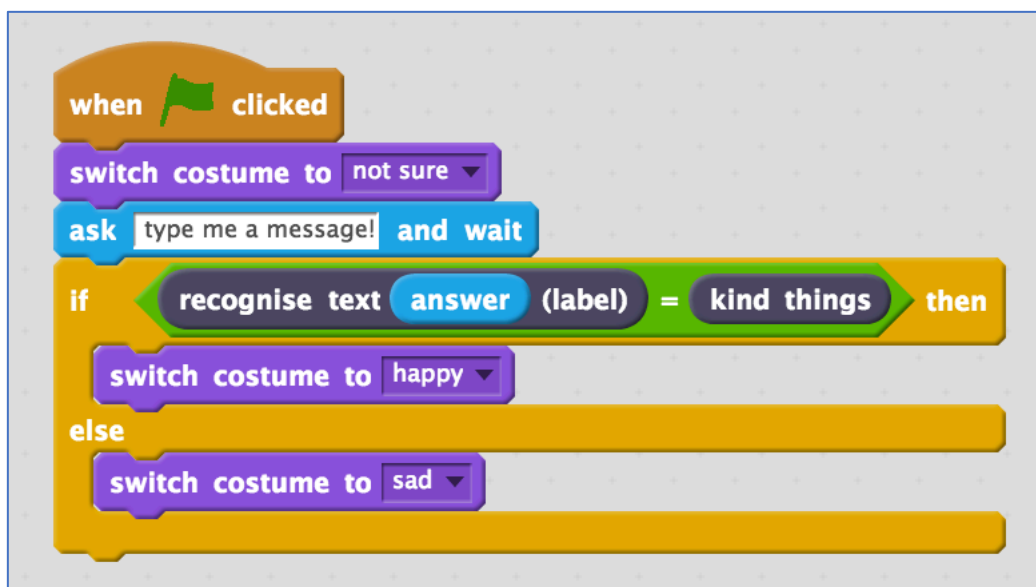 when clicked
switch costume to not sure
ask type me a message! and wait
if recognise text answer (label) = kind things then
switch costume to happy
else
switch costume to sad